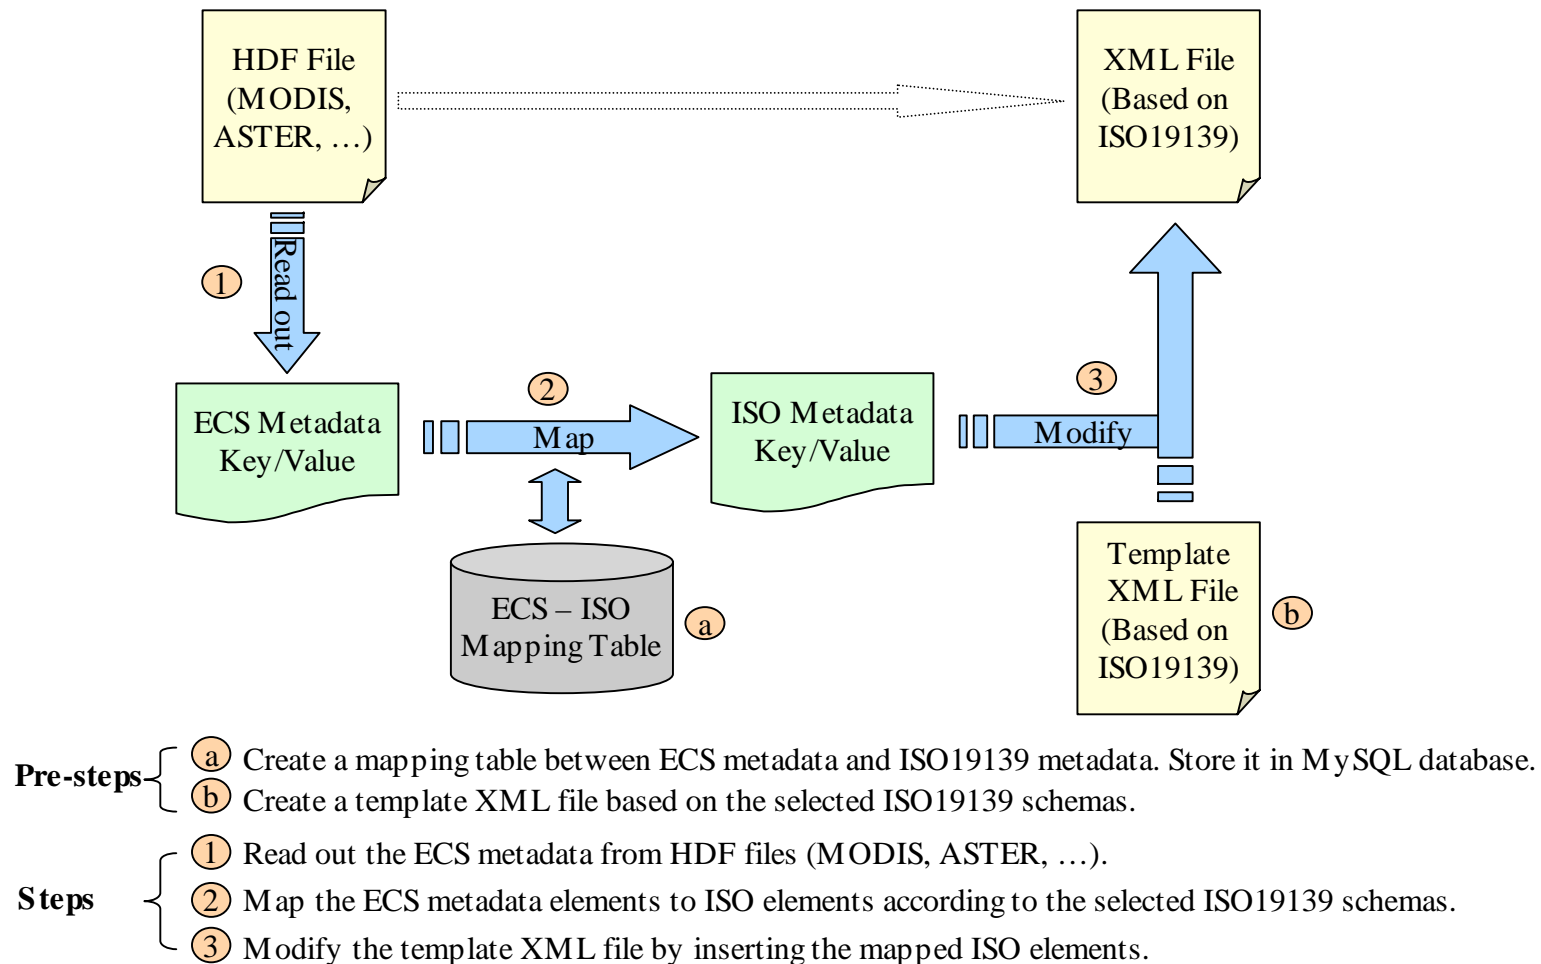 HDF File
(MODIS,
ASTER, …)
XML File
(Based on
ISO19139)
1
Read out
ECS Metadata
Key/Value
2
Map
ISO Metadata
Key/Value
3
Modify
ECS – ISO
Mapping Table
a
Template
XML File
(Based on
ISO19139)
b
Pre-steps
a Create a mapping table between ECS metadata and ISO19139 metadata. Store it in MySQL database.
b Create a template XML file based on the selected ISO19139 schemas.
Steps
1 Read out the ECS metadata from HDF files (MODIS, ASTER, …).
2 Map the ECS metadata elements to ISO elements according to the selected ISO19139 schemas.
3 Modify the template XML file by inserting the mapped ISO elements.